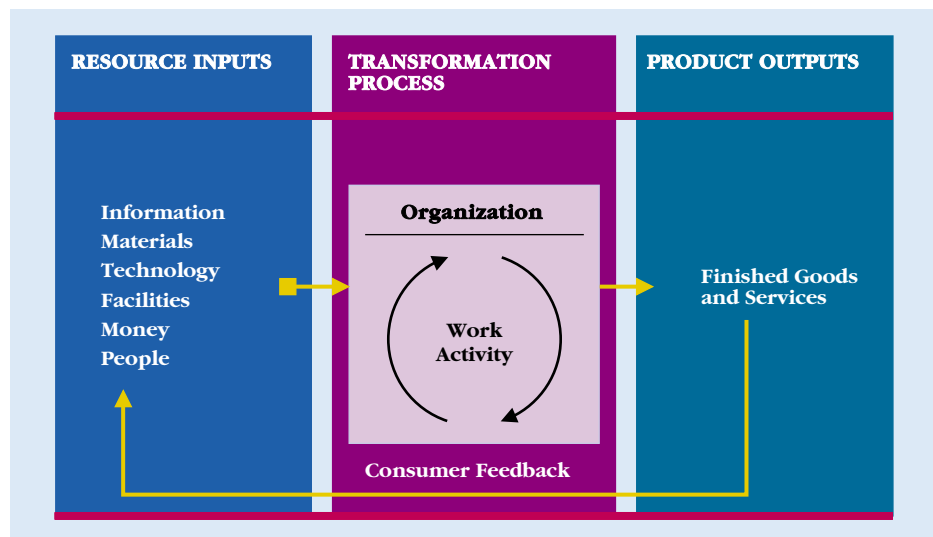 RESOURCE INPUTS
TRANSFORMATION
PROCESS
PRODUCT OUTPUTS
Information
Materials
Technology
Facilities
Money
People
Organization
Work
Activity
Consumer Feedback
Finished Goods
and Services